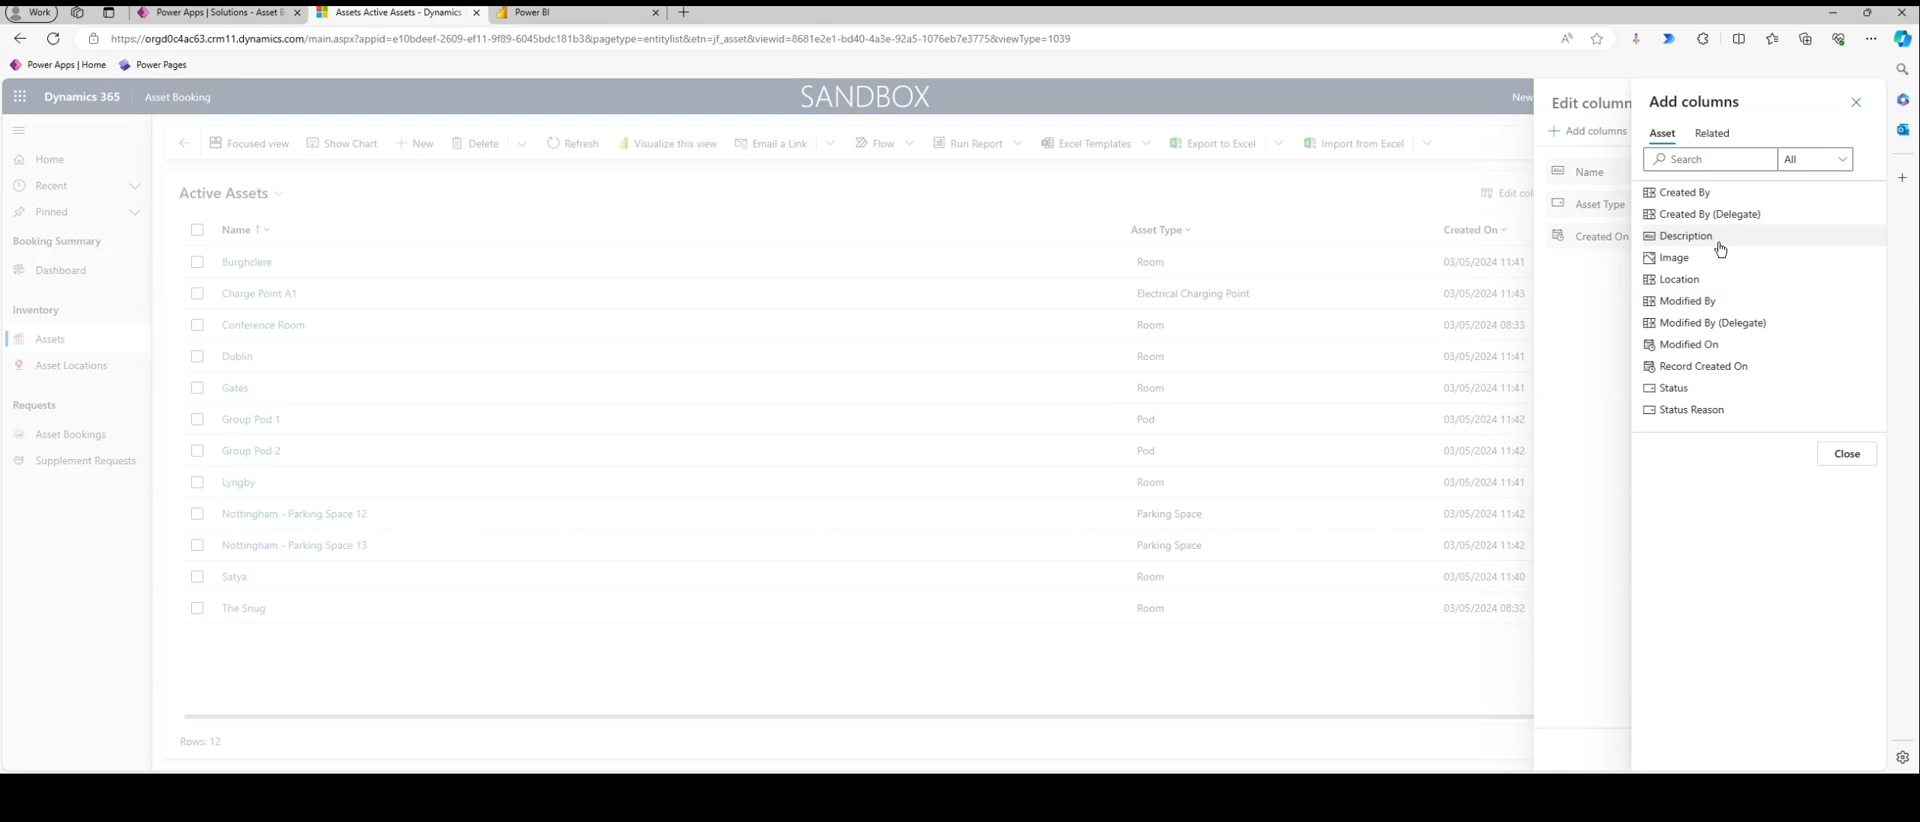 Work
Power Apps | Solutions - Asset B
Assets Active Assets - Dynamics
Power BI
https://orgd0c4ac63.crm11.dynamics.com/main.aspx?appid=e10bdeef-2609-ef11-9f89-6045bdc181b3&pagetype=entitylist&etn=jf_asset&viewid=8681e2e1-bd40-4a3e-92a5-1076eb7e3775&viewType=1039
Power Apps | Home
Power Pages
Dynamics 365
Asset Booking
SANDBOX
New
Focused view
Show Chart
New
Delete
Refresh
Visualize this view
Email a Link
Flow
Run Report
Excel Templates
Export to Excel
Import from Excel
Home
Recent
Pinned
Booking Summary
Dashboard
Inventory
Assets
Asset Locations
Requests
Asset Bookings
Supplement Requests
Active Assets
Edit col
Name
Asset Type
Created On
Burghclere Room 03/05/2024 11:41
Charge Point A1 Electrical Charging Point 03/05/2024 11:43
Conference Room Room 03/05/2024 08:33
Dublin Room 03/05/2024 11:41
Gates Room 03/05/2024 11:41
Group Pod 1 Pod 03/05/2024 11:42
Group Pod 2 Pod 03/05/2024 11:42
Lyngby Room 03/05/2024 11:41
Nottingham - Parking Space 12 Parking Space 03/05/2024 11:42
Nottingham - Parking Space 13 Parking Space 03/05/2024 11:42
Satya Room 03/05/2024 11:40
The Snug Room 03/05/2024 08:32
Rows: 12
Edit column
Add columns
Name
Asset Type
Created On
Add columns
Asset
Related
Search
All
Created By
Created By (Delegate)
Description
Image
Location
Modified By
Modified By (Delegate)
Modified On
Record Created On
Status
Status Reason
Close